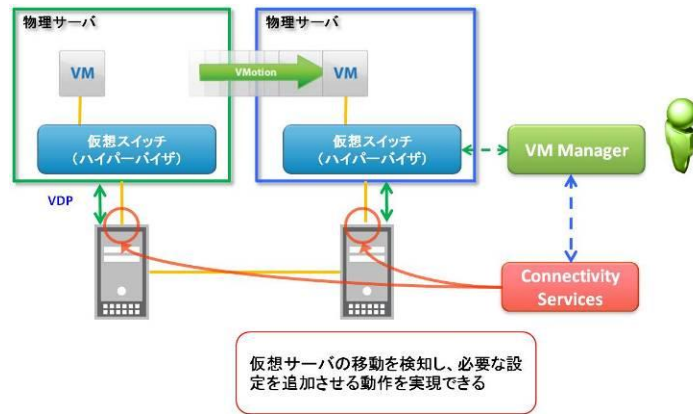 物理サーバ
物理サーバ
VM
VMotion
VM
仮想スイッチ
(ハイパーバイザ)
仮想スイッチ
(ハイパーバイザ)
VM Manager
VDP
Connectivity
Services
仮想サーバの移動を検知し、必要な設
定を追加させる動作を実現できる